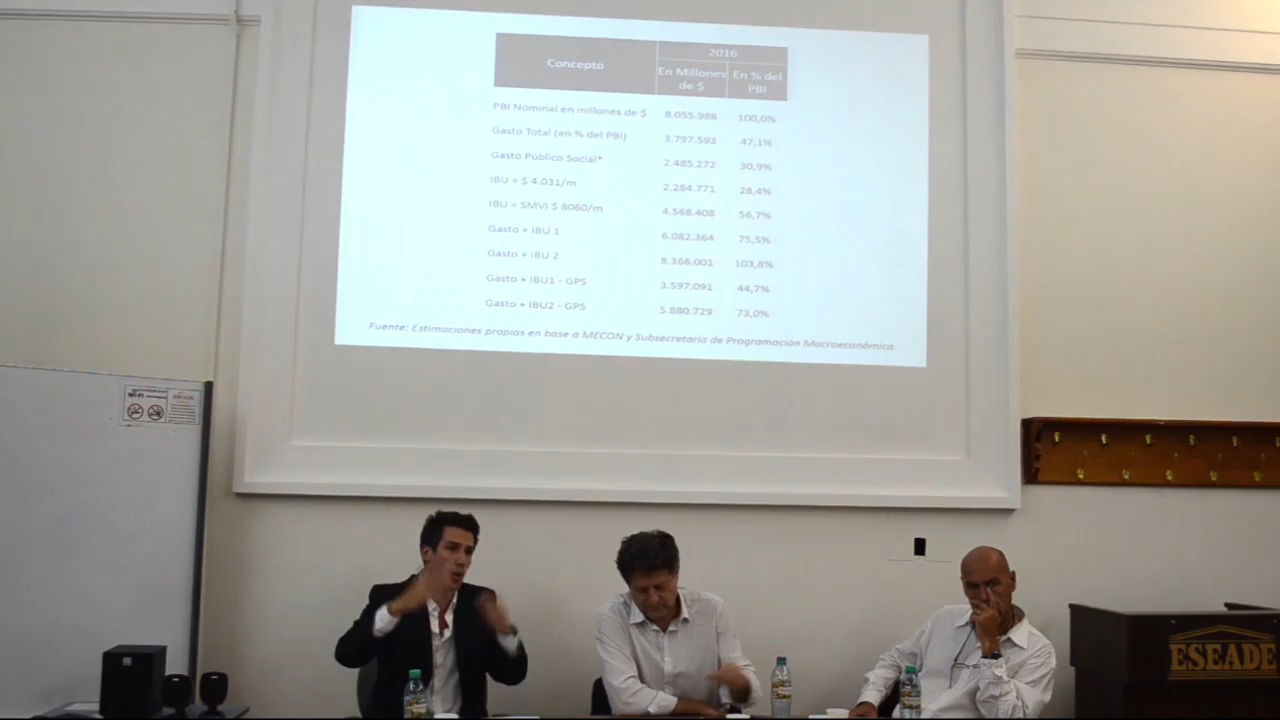 2016
Concepto
En Millones de $
En % del PBI
PBI Nominal en millones de $ 8.055.988 100,0%
Gasto Total (en % del PBI) 3.797.593 47,1%
Gasto Público Social* 2.485.272 30,9%
IBU = $ 4.031/m 2.284.771 28,4%
IBU = SMVI $ 8060/m 4.568.408 56,7%
Gasto + IBU 1 6.082.364 75,5%
Gasto + IBU 2 8.366.001 103,8%
Gasto + IBU1 - GPS 3.597.091 44,7%
Gasto + IBU2 - GPS 5.880.729 73,0%
Fuente: Estimaciones propias en base a MECON y Subsecretaría de Programación Macroeconómica
Wi-Fi
ESEADE
ESEADE